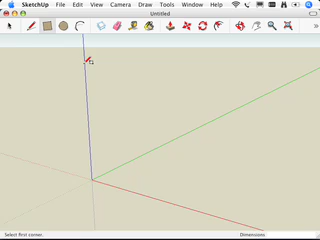 SketchUp File Edit View Camera Draw Tools Window Help
Untitled
Select first corner.
Dimensions